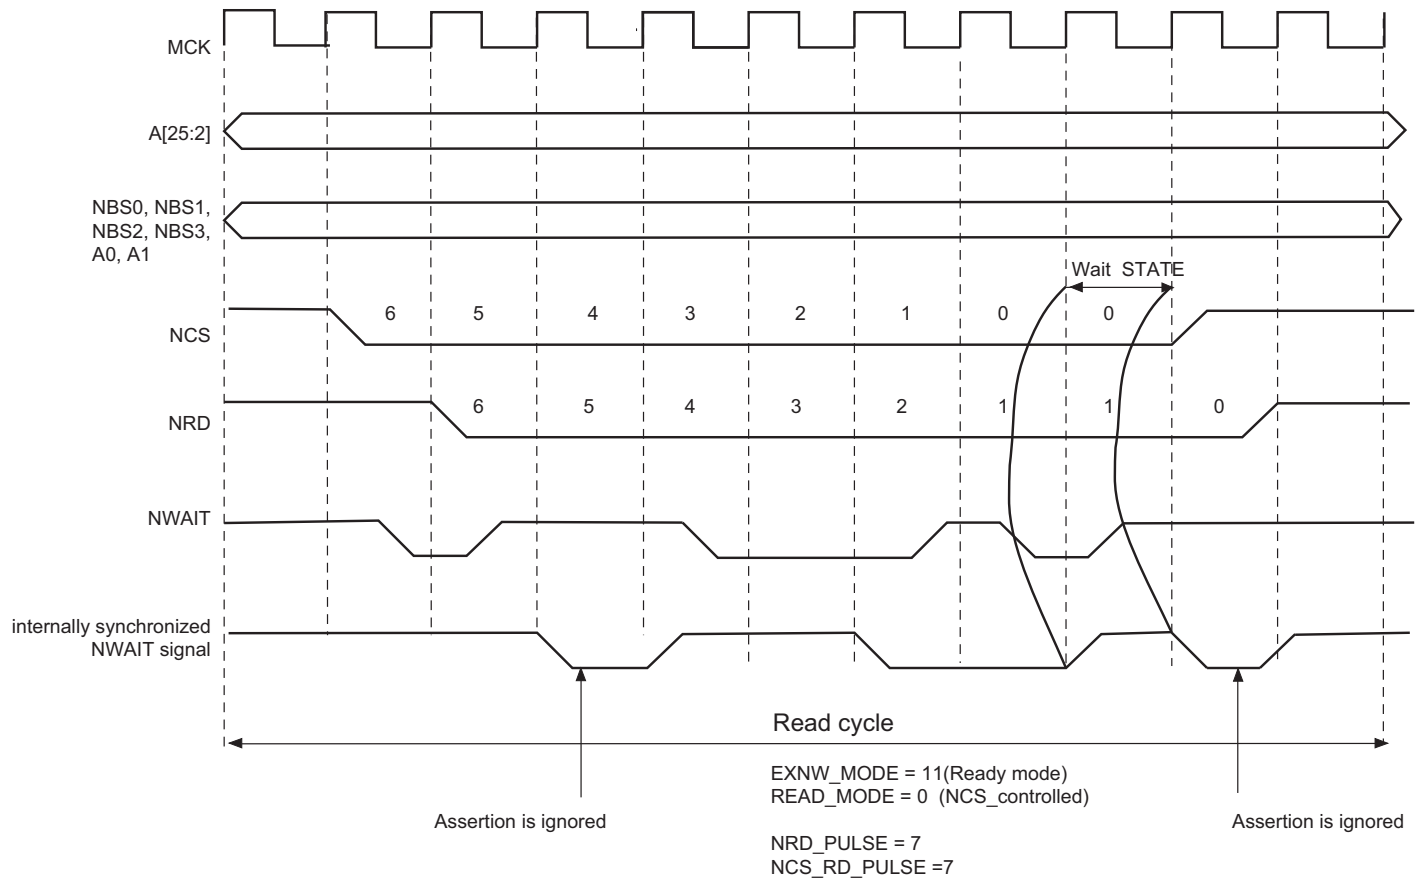 MCK
A[25:2]
NBS0, NBS1,
NBS2, NBS3,
A0, A1
Wait STATE
6 5 4 3 2 1 0 0
NCS
6 5 4 3 2 1 1 0
NRD
NWAIT
internally synchronized
NWAIT signal
Read cycle
EXNW_MODE = 11(Ready mode)
READ_MODE = 0 (NCS_controlled)
Assertion is ignored
Assertion is ignored
NRD_PULSE = 7
NCS_RD_PULSE =7